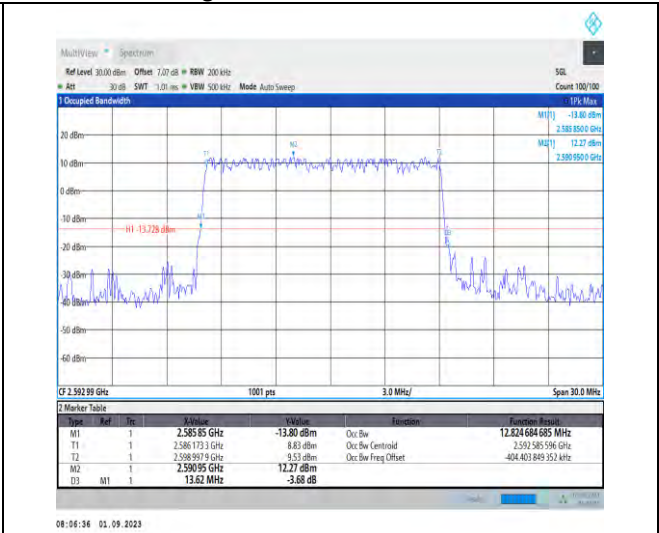 MultiView Spectrum
Ref Level 30.00 dBm Offset 7.07 dB RBW 200 kHz SGL
Att 30 dB SWT 1.01 ms VBW 500 kHz Mode Auto Sweep Count 100/100
1 Occupied Bandwidth 1Pk Max
M1[1] -13.80 dBm
2.585 850 0 GHz
M2[1] 12.27 dBm
2.590 950 0 GHz
20 dBm
M2
T1 T2
10 dBm
0 dBm
-10 dBm
M1
H1 -13.728 dBm
D3
-20 dBm
-30 dBm
-40 dBm
-50 dBm
-60 dBm
CF 2.592 99 GHz 1001 pts 3.0 MHz/ Span 30.0 MHz
2 Marker Table
Type Ref Trc X-Value Y-Value Function Function Result
M1 1 2.585 85 GHz -13.80 dBm Occ Bw 12.824 684 685 MHz
T1 1 2.586 173 3 GHz 8.83 dBm Occ Bw Centroid 2.592 585 596 GHz
T2 1 2.598 997 9 GHz 9.53 dBm Occ Bw Freq Offset -404.403 849 352 kHz
M2 1 2.590 95 GHz 12.27 dBm
D3 M1 1 13.62 MHz -3.68 dB
08:06:36 01.09.2023